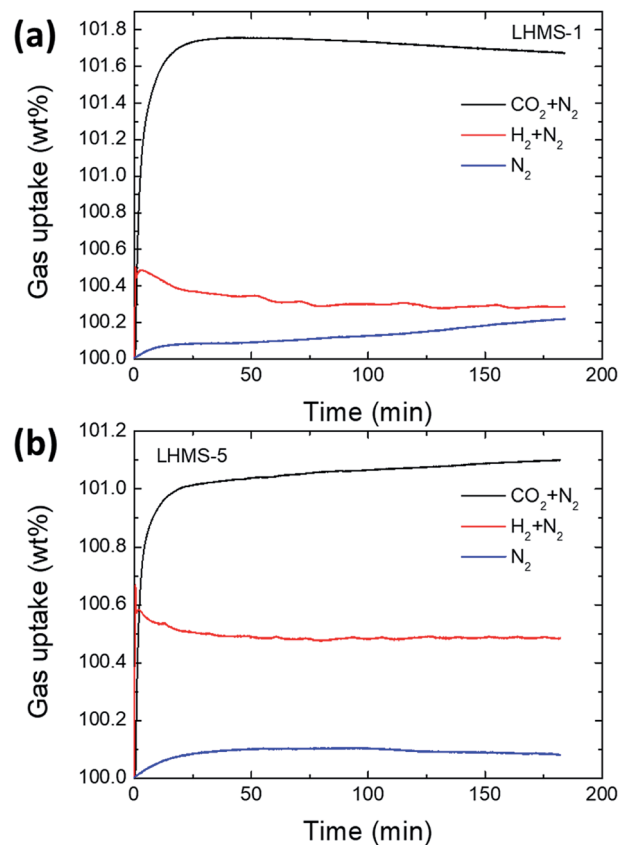 (a)
LHMS-1
CO₂+N₂
H₂+N₂
N₂
Gas uptake (wt%)
101.8
101.6
101.4
101.2
101.0
100.8
100.6
100.4
100.2
100.0
0 50 100 150 200
Time (min)
(b)
LHMS-5
CO₂+N₂
H₂+N₂
N₂
Gas uptake (wt%)
101.2
101.0
100.8
100.6
100.4
100.2
100.0
0 50 100 150 200
Time (min)